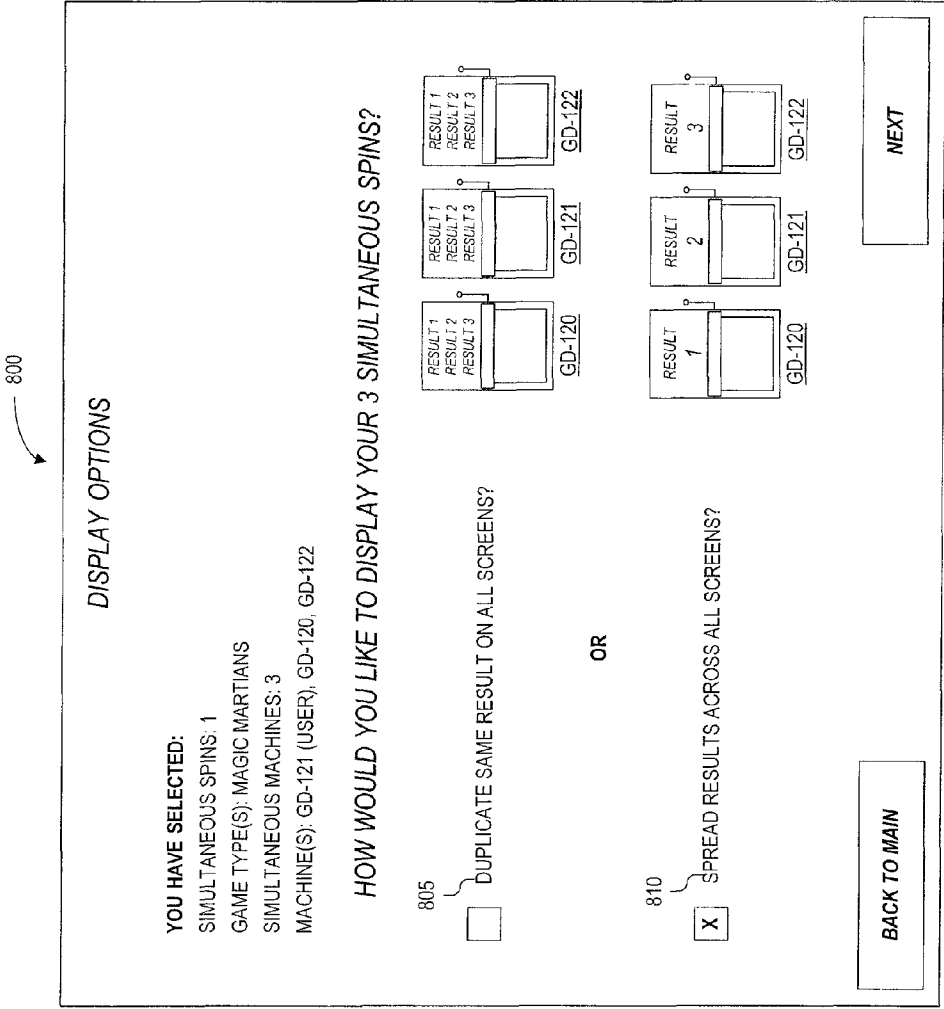 800
DISPLAY OPTIONS
YOU HAVE SELECTED:
SIMULTANEOUS SPINS: 1
GAME TYPE(S): MAGIC MARTIANS
SIMULTANEOUS MACHINES: 3
MACHINE(S): GD-121 (USER), GD-120, GD-122
HOW WOULD YOU LIKE TO DISPLAY YOUR 3 SIMULTANEOUS SPINS?
805
DUPLICATE SAME RESULT ON ALL SCREENS?
RESULT 1
RESULT 2
RESULT 3
GD-120
RESULT 1
RESULT 2
RESULT 3
GD-121
RESULT 1
RESULT 2
RESULT 3
GD-122
OR
810
X
SPREAD RESULTS ACROSS ALL SCREENS?
RESULT
1
GD-120
RESULT
2
GD-121
RESULT
3
GD-122
BACK TO MAIN
NEXT